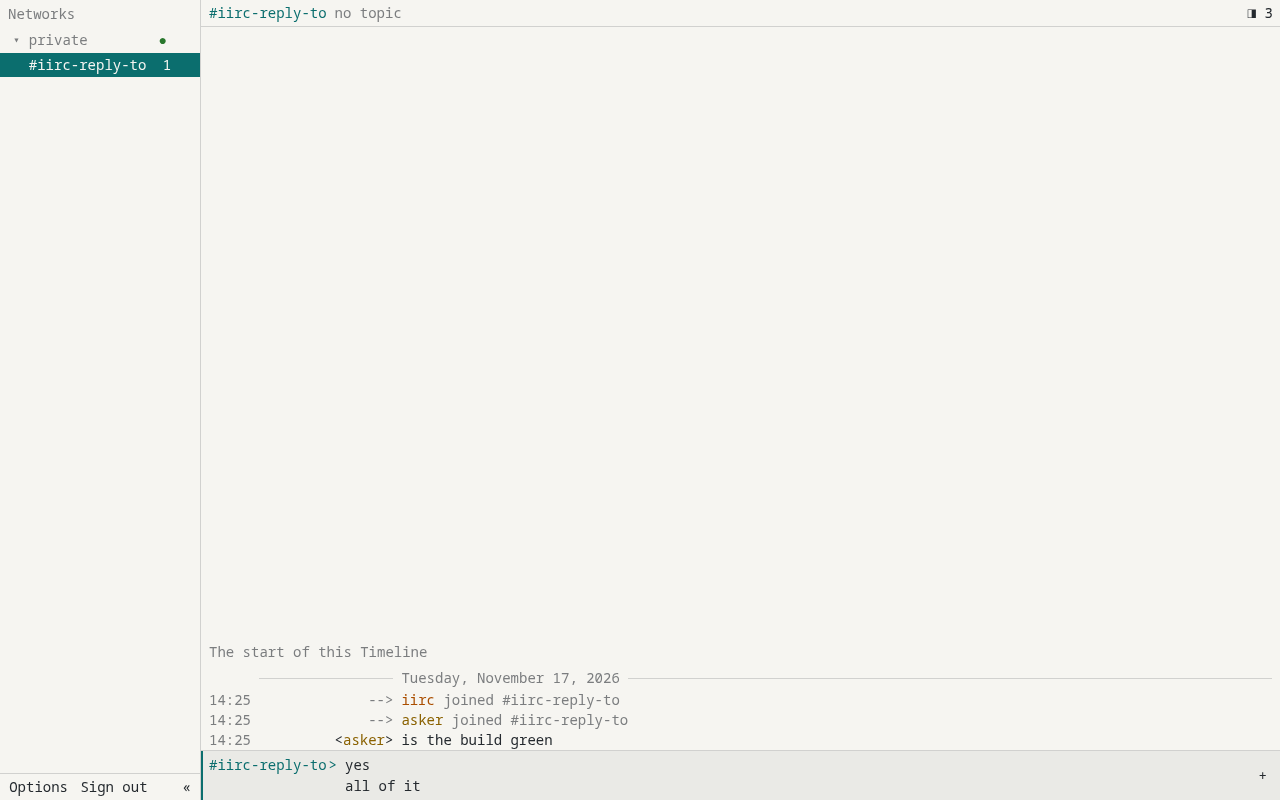 Networks
▾ private ●
#iirc-reply-to 1
Options Sign out «
#iirc-reply-to no topic ◨ 3
The start of this Timeline
Tuesday, November 17, 2026
14:25 --> iirc joined #iirc-reply-to
14:25 --> asker joined #iirc-reply-to
14:25 <asker> is the build green
#iirc-reply-to> yes
all of it
+